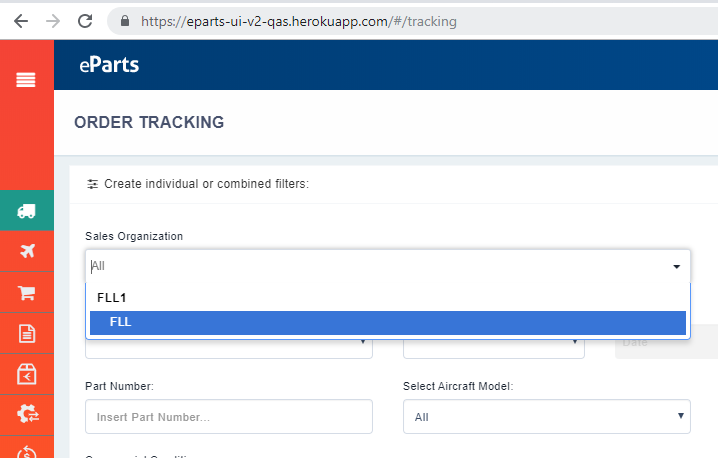 https://eparts-ui-v2-qas.herokuapp.com/#/tracking
eParts
ORDER TRACKING
Create individual or combined filters:
Sales Organization
All
FLL1
FLL
Date
Part Number:
Select Aircraft Model:
Insert Part Number...
All